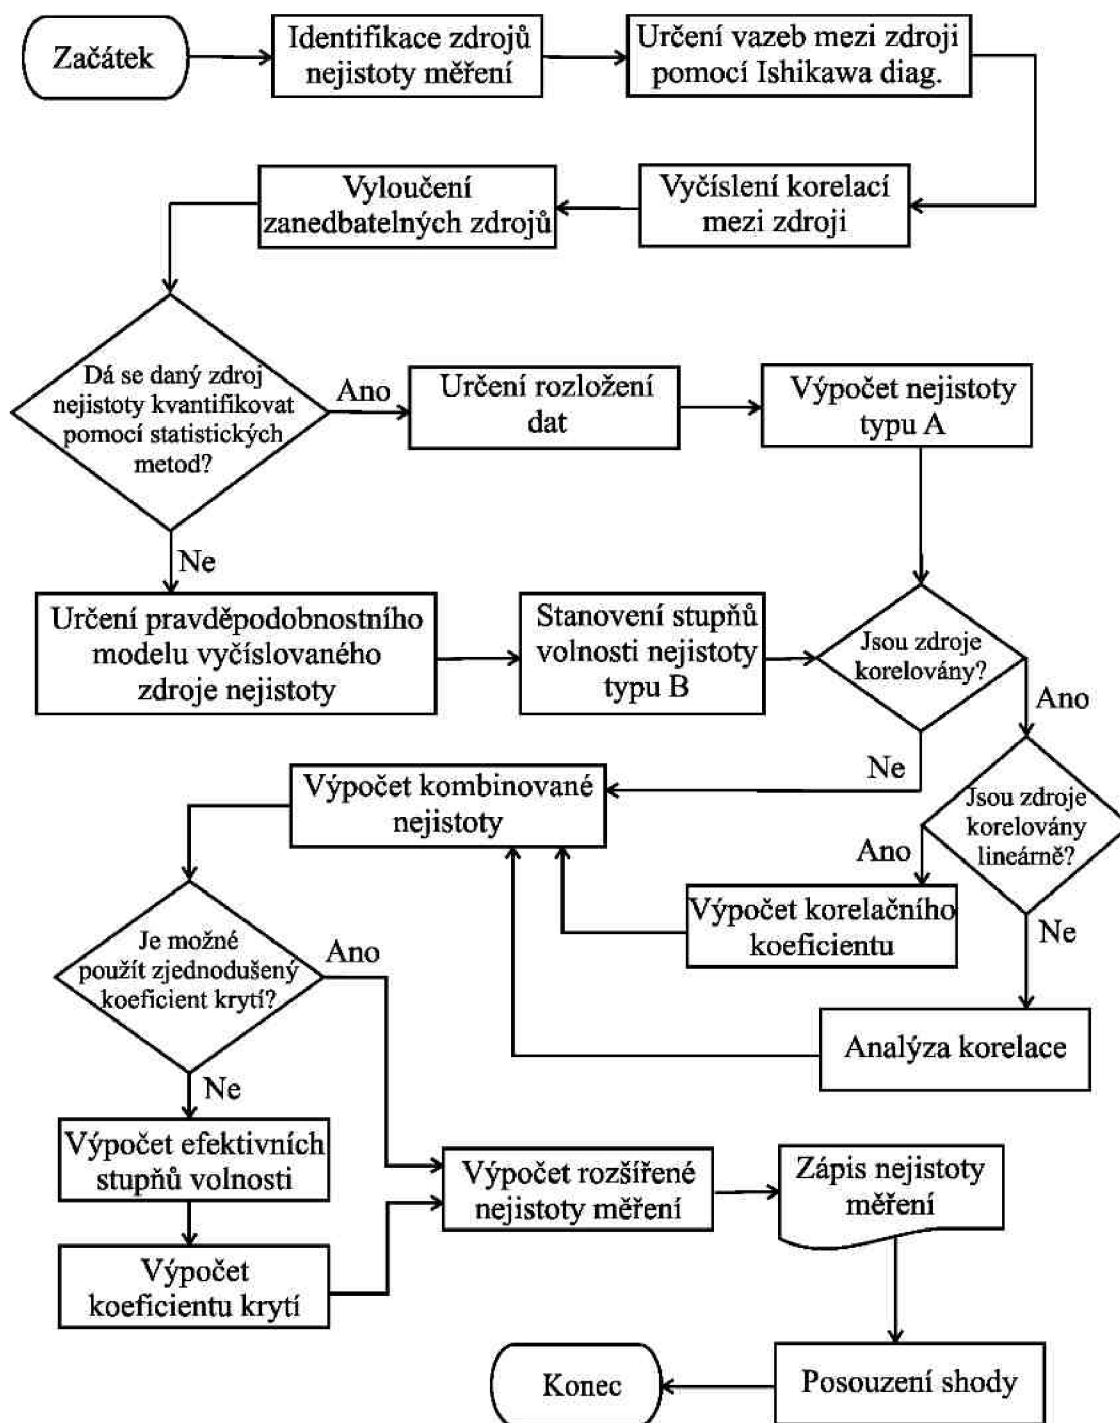 Začátek
Identifikace zdrojů
nejistoty měření
Určení vazeb mezi zdroji
pomocí Ishikawa diag.
Vyčíslení korelací
mezi zdroji
Vyloučení
zanedbatelných zdrojů
Dá se daný zdroj
nejistoty kvantifikovat
pomocí statistických
metod?
Ano
Určení rozložení
dat
Výpočet nejistoty
typu A
Ne
Určení pravděpodobnostního
modelu vyčíslovaného
zdroje nejistoty
Stanovení stupňů
volnosti nejistoty
typu B
Jsou zdroje
korelovány?
Ano
Ne
Jsou zdroje
korelovány
lineárně?
Ano
Ne
Výpočet korelačního
koeficientu
Analýza korelace
Výpočet kombinované
nejistoty
Je možné
použít zjednodušený
koeficient krytí?
Ano
Ne
Výpočet efektivních
stupňů volnosti
Výpočet
koeficientu krytí
Výpočet rozšířené
nejistoty měření
Zápis nejistoty
měření
Posouzení shody
Konec